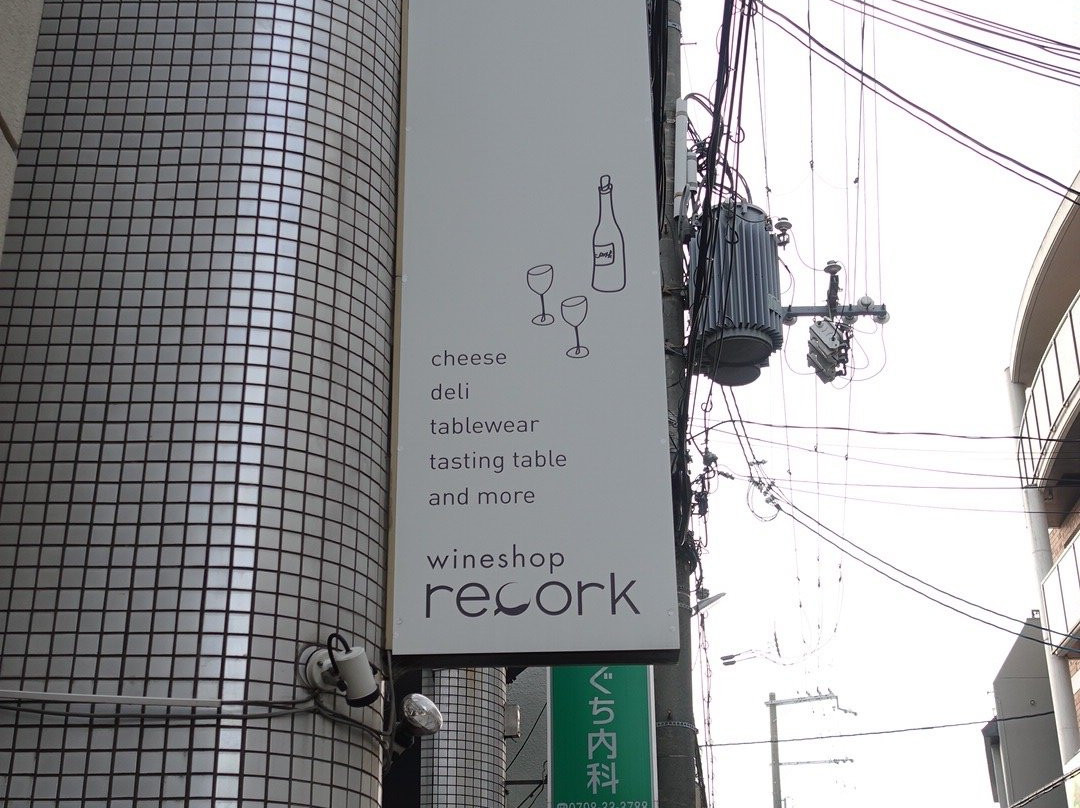 cheese
deli
tablewear
tasting table
and more
wineshop
recork
ぐち内科